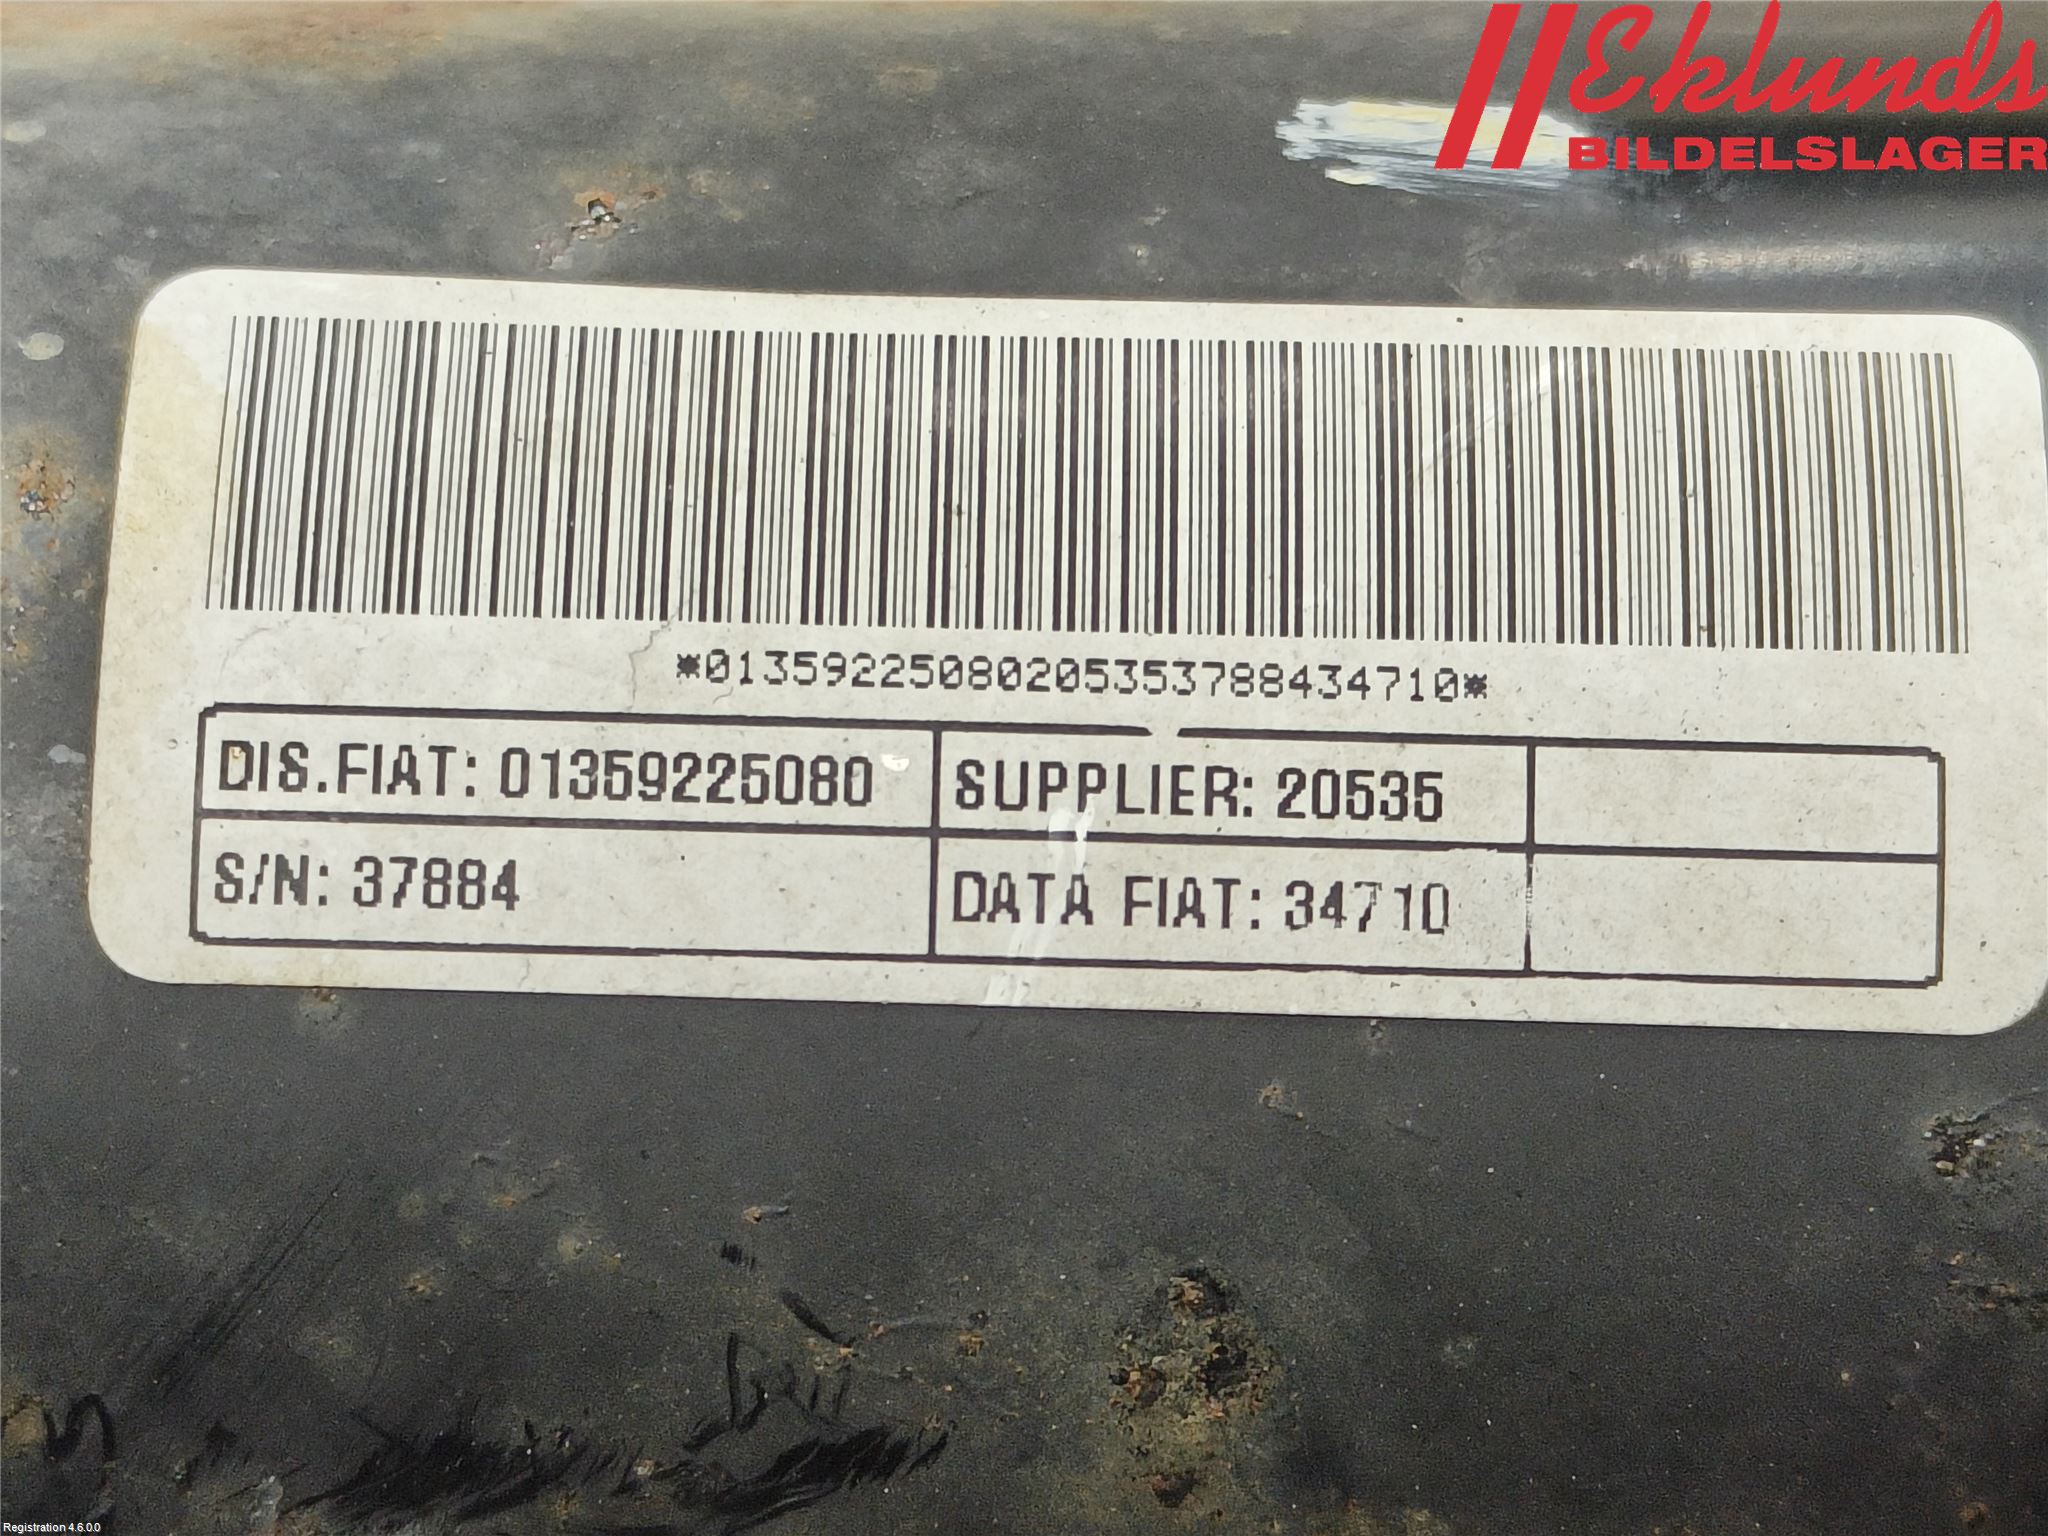 Eklunds
BILDELSLAGER
*01359225080205353788434710*
DIS.FIAT: 01359225080
SUPPLIER: 20535
S/N: 37884
DATA FIAT: 34710
Registration 4.6.0.0